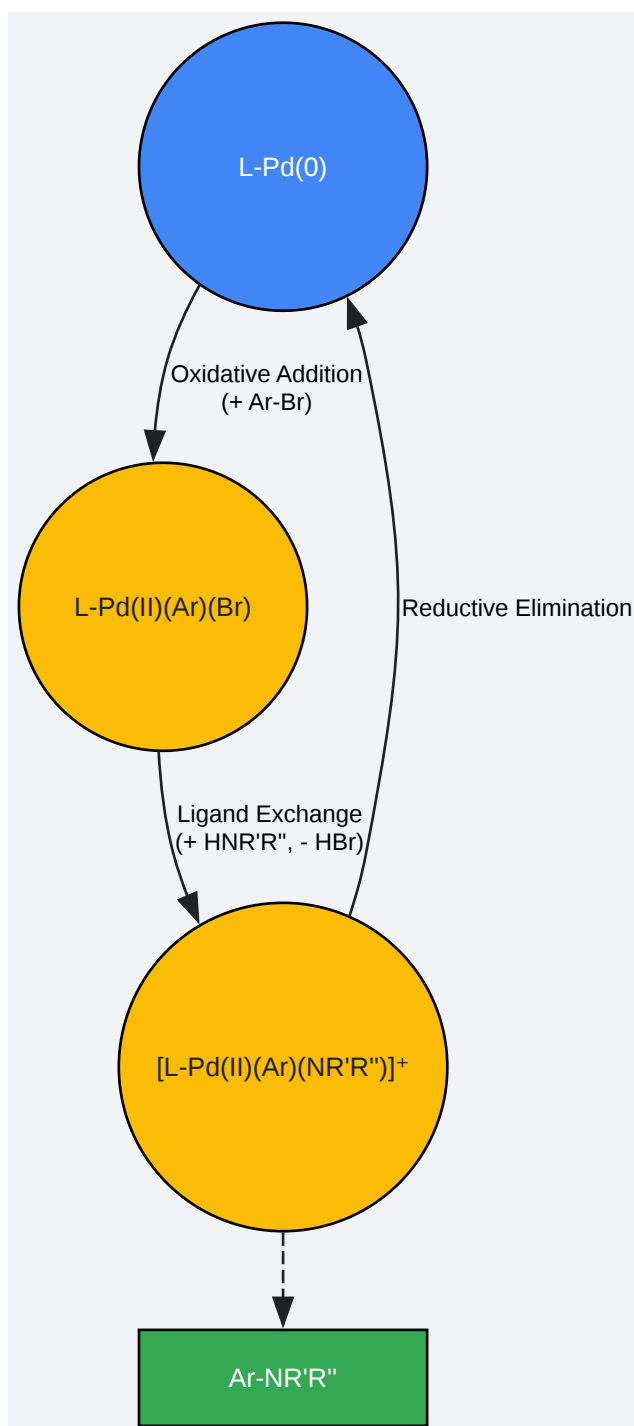 L-Pd(0)
Oxidative Addition
(+ Ar-Br)
L-Pd(II)(Ar)(Br)
Reductive Elimination
Ligand Exchange
(+ HNR'R'', - HBr)
[L-Pd(II)(Ar)(NR'R'')]⁺
Ar-NR'R''